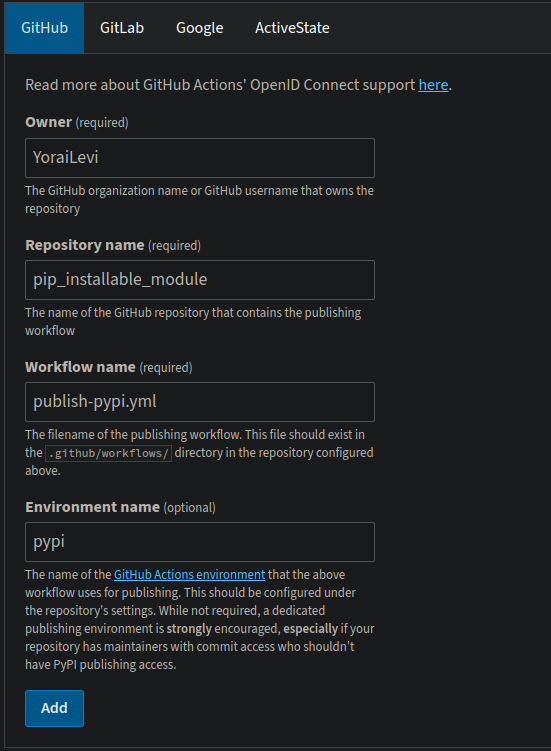 GitHub GitLab Google ActiveState
Read more about GitHub Actions' OpenID Connect support here.
Owner (required)
YoraiLevi
The GitHub organization name or GitHub username that owns the
repository
Repository name (required)
pip_installable_module
The name of the GitHub repository that contains the publishing
workflow
Workflow name (required)
publish-pypi.yml
The filename of the publishing workflow. This file should exist in
the .github/workflows/ directory in the repository configured
above.
Environment name (optional)
pypi
The name of the GitHub Actions environment that the above
workflow uses for publishing. This should be configured under
the repository's settings. While not required, a dedicated
publishing environment is strongly encouraged, especially if your
repository has maintainers with commit access who shouldn't
have PyPI publishing access.
Add